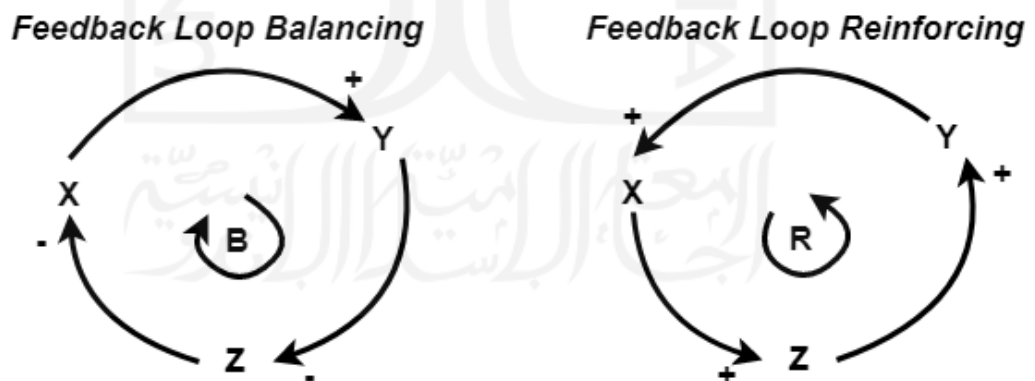 Feedback Loop Balancing
+
Y
X
B
-
Z
-
Feedback Loop Reinforcing
+
Y
+
X
R
+
Z